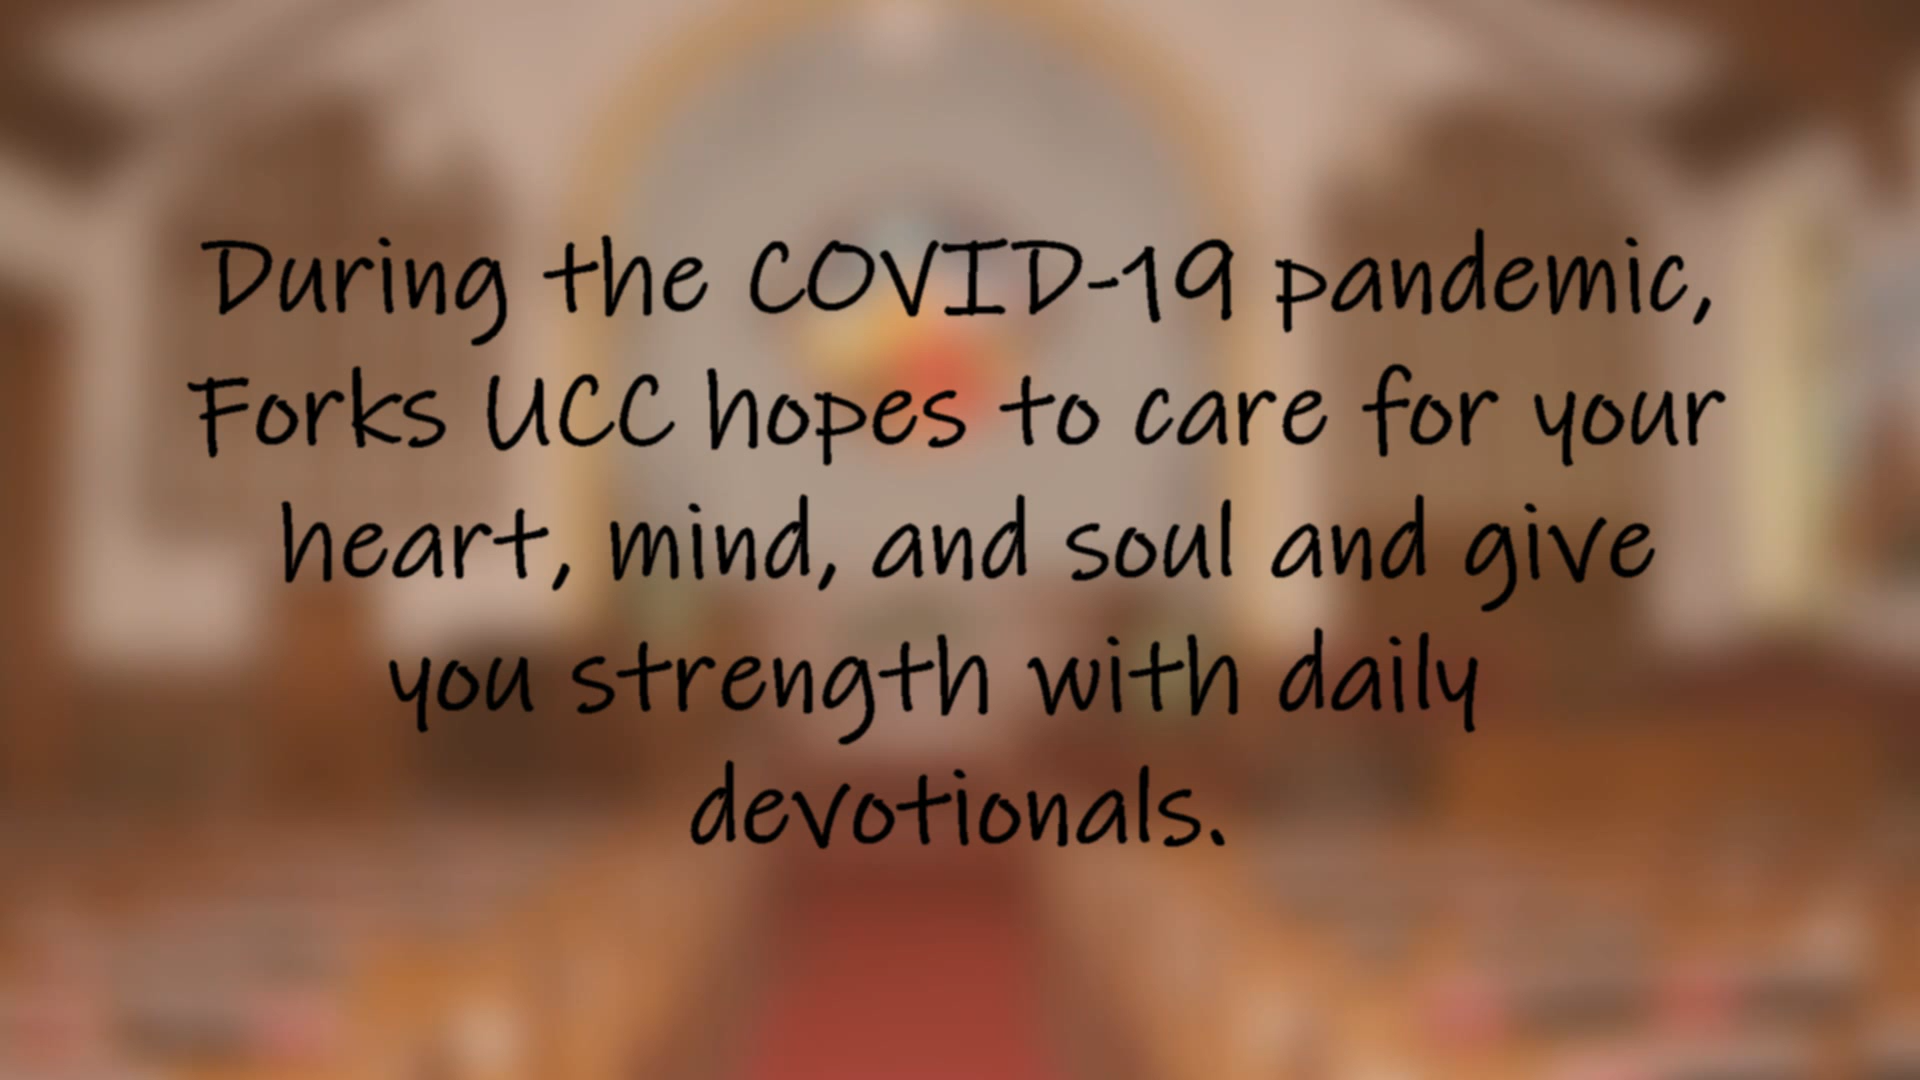 During the COVID-19 pandemic,
Forks UCC hopes to care for your
heart, mind, and soul and give
you strength with daily
devotionals.